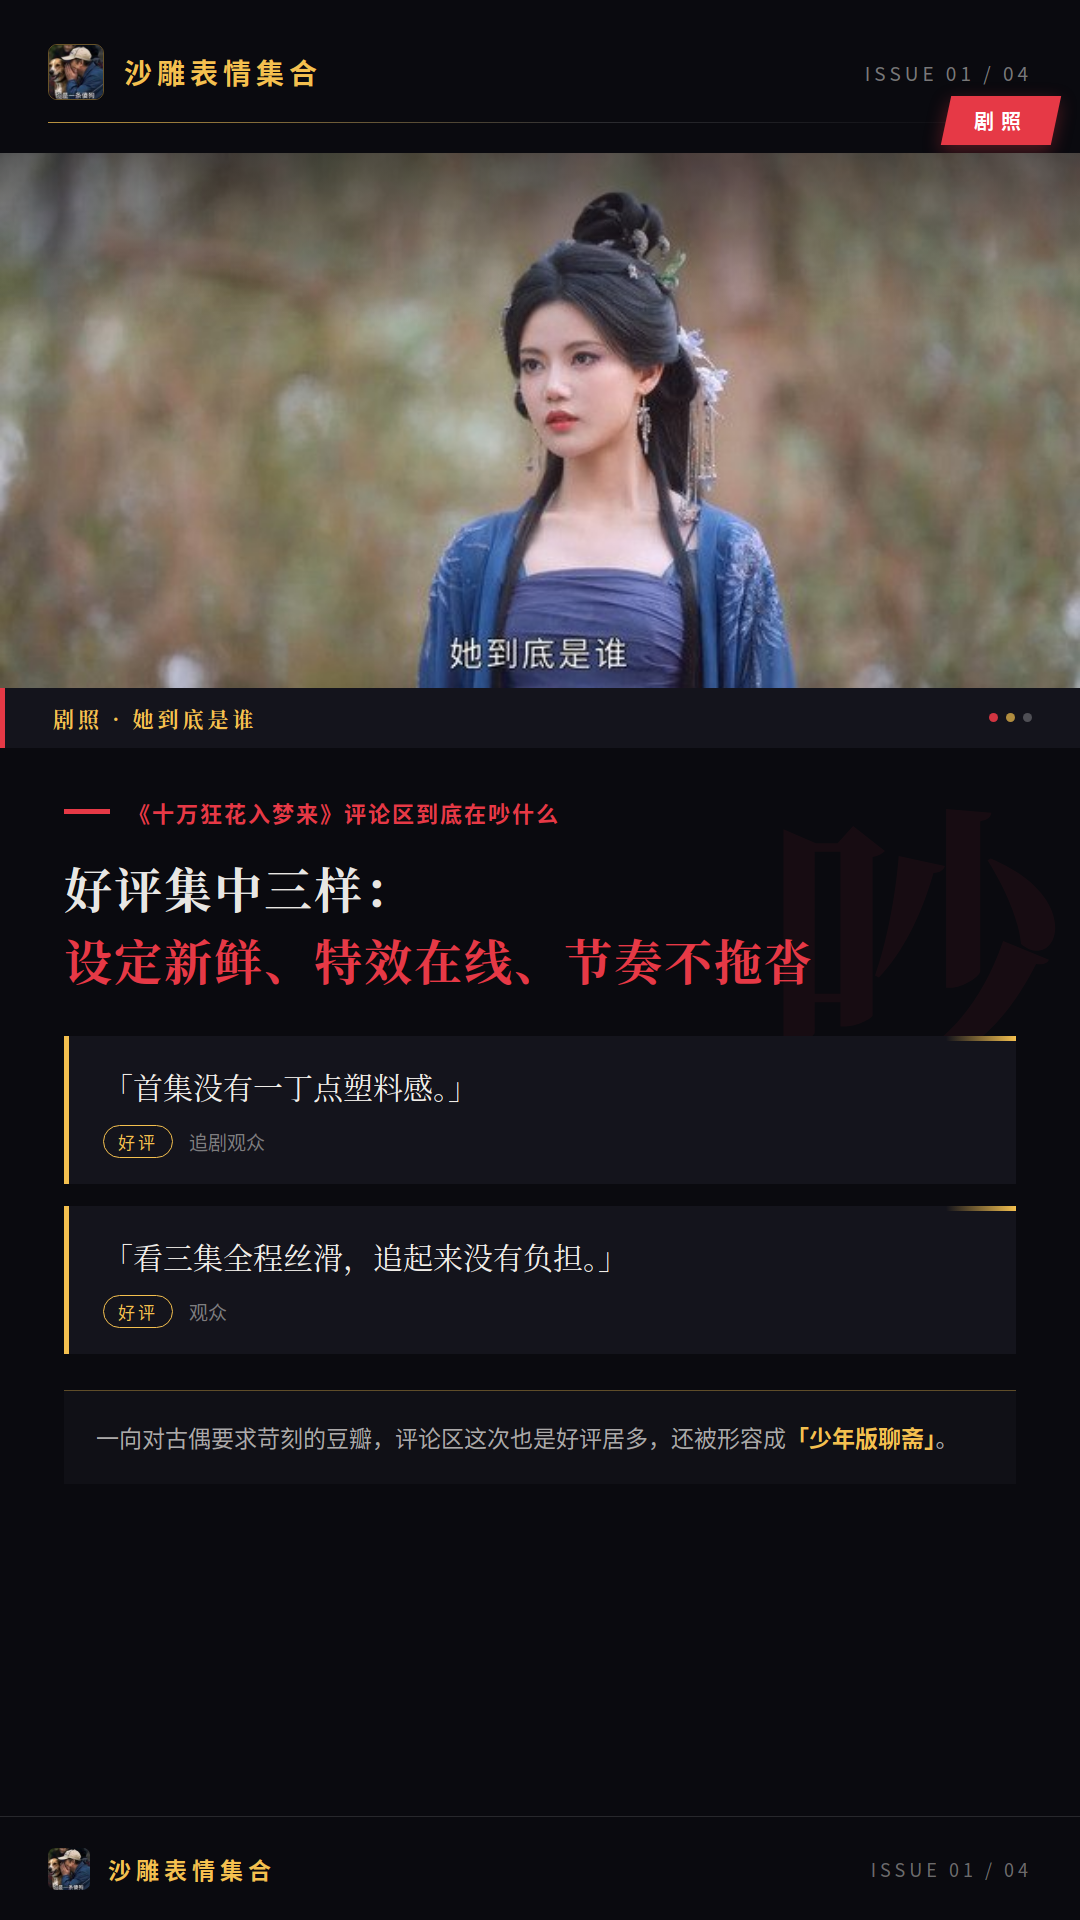 沙雕表情集合
ISSUE 01 / 04
剧照
她到底是谁
剧照 · 她到底是谁
《十万狂花入梦来》评论区到底在吵什么
吵
好评集中三样：
设定新鲜、特效在线、节奏不拖沓
「首集没有一丁点塑料感。」
好评 追剧观众
「看三集全程丝滑，追起来没有负担。」
好评 观众
一向对古偶要求苛刻的豆瓣，评论区这次也是好评居多，还被形容成「少年版聊斋」。
沙雕表情集合
ISSUE 01 / 04